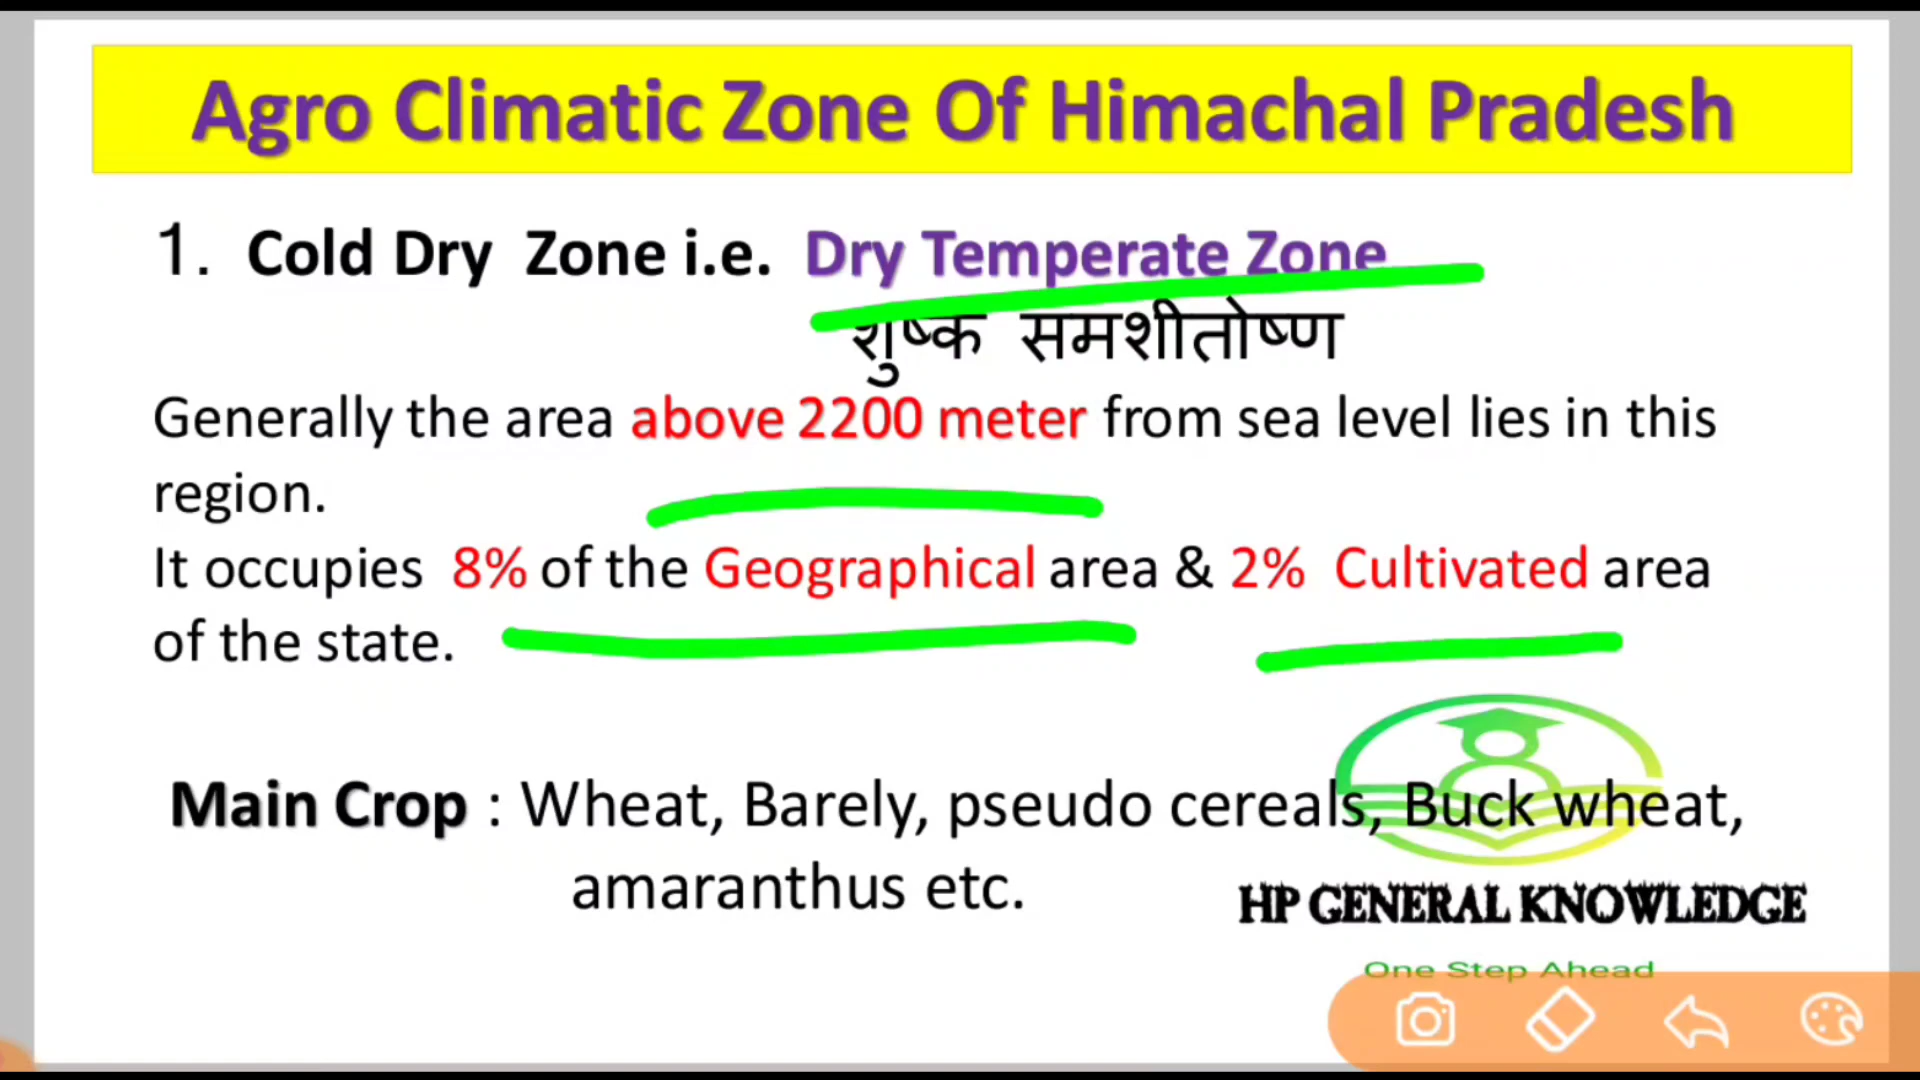 Agro Climatic Zone Of Himachal Pradesh
1. Cold Dry Zone i.e. Dry Temperate Zone
शुष्क समशीतोष्ण
Generally the area above 2200 meter from sea level lies in this
region.
It occupies 8% of the Geographical area & 2% Cultivated area
of the state.
Main Crop : Wheat, Barely, pseudo cereals, Buck wheat,
amaranthus etc.
HP GENERAL KNOWLEDGE
One Step Ahead